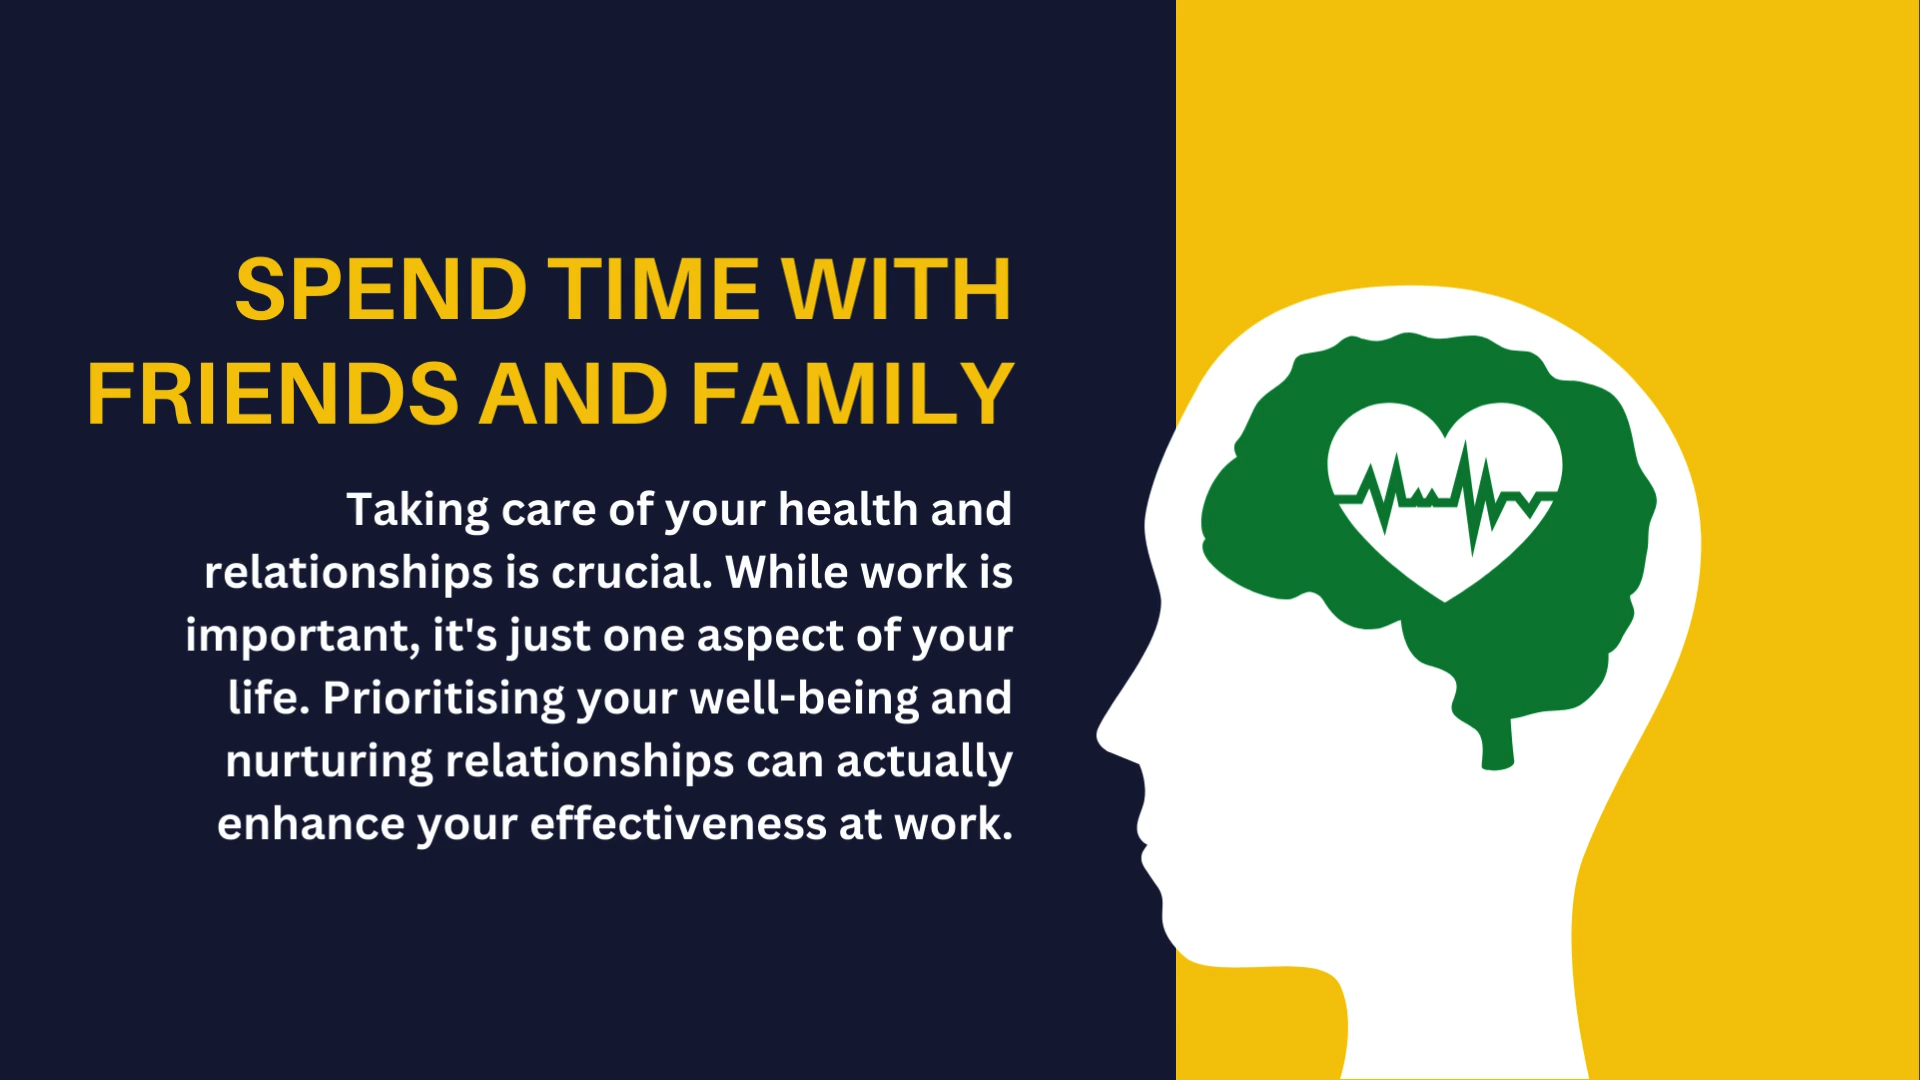 SPEND TIME WITH
FRIENDS AND FAMILY
Taking care of your health and
relationships is crucial. While work is
important, it's just one aspect of your
life. Prioritising your well-being and
nurturing relationships can actually
enhance your effectiveness at work.